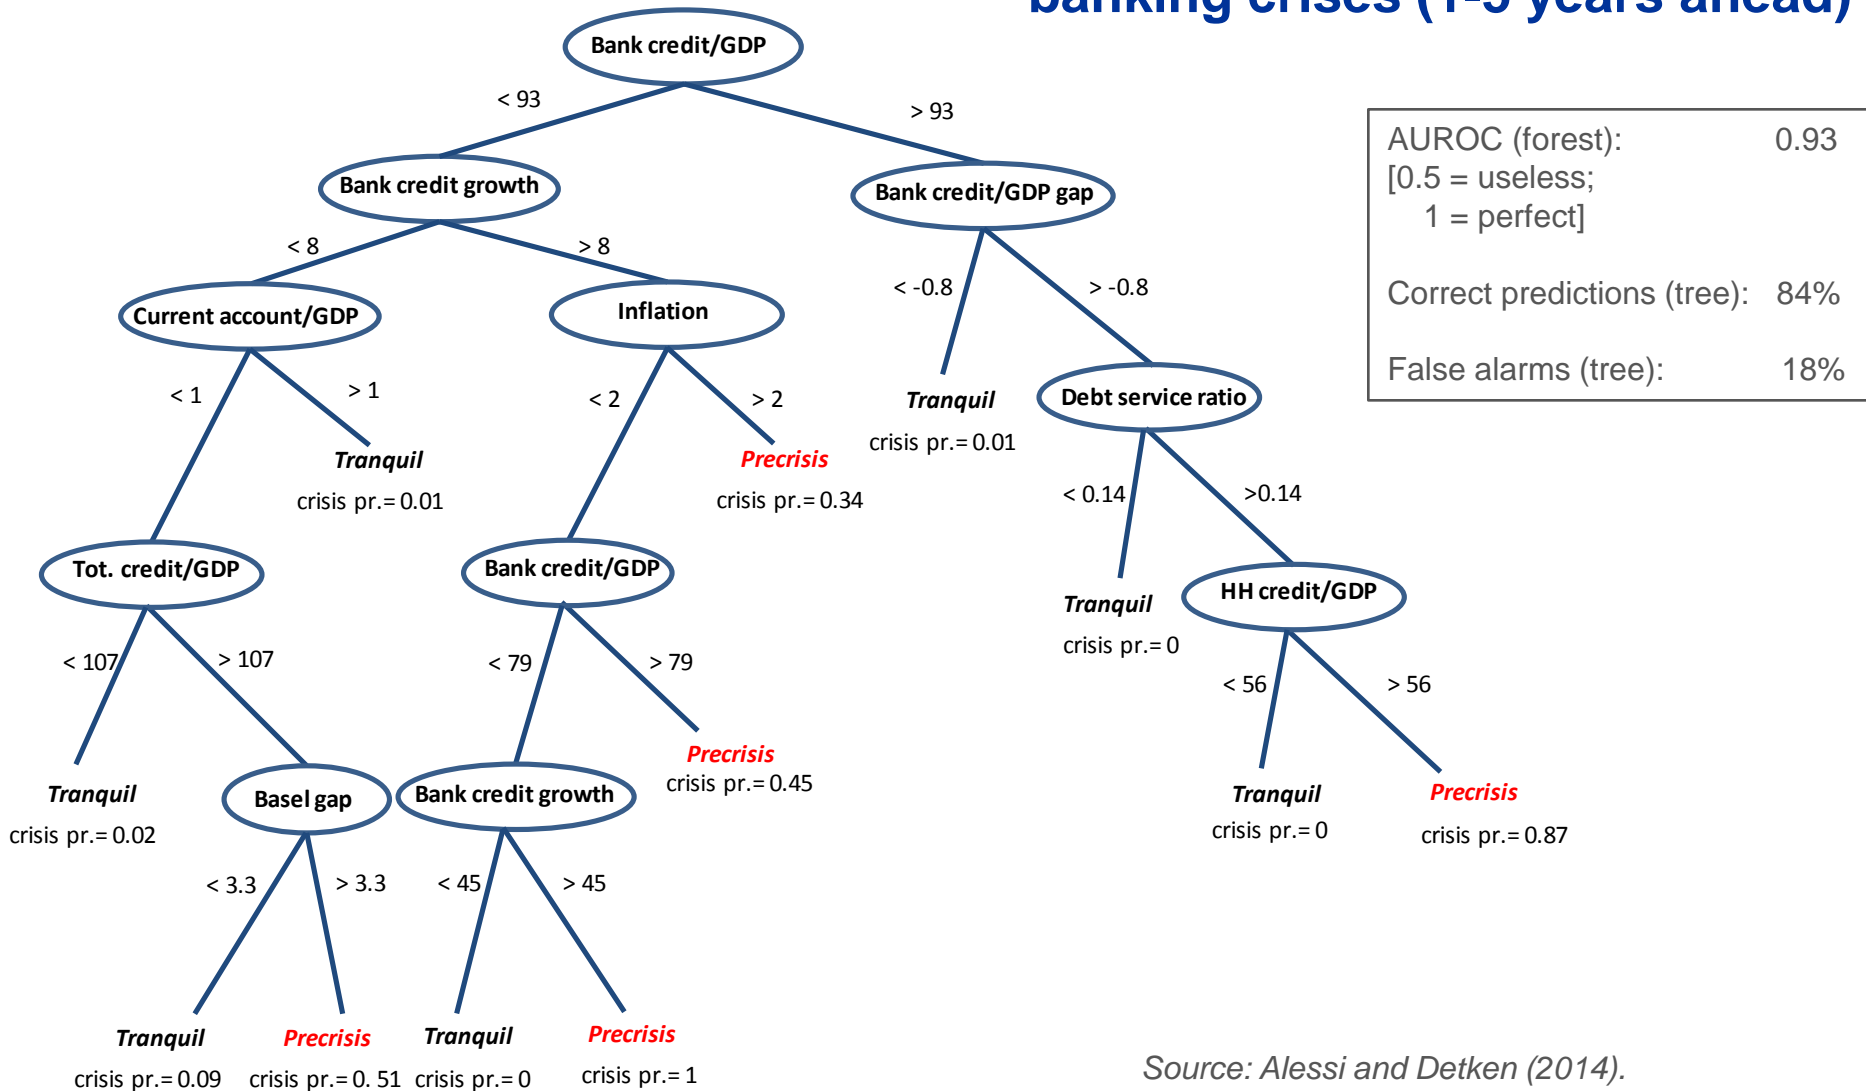 banking crises (1-5 years ahead)
Bank credit/GDP
< 93
> 93
AUROC (forest): 0.93
[0.5 = useless;
1 = perfect]
Correct predictions (tree): 84%
False alarms (tree): 18%
Bank credit growth
Bank credit/GDP gap
< 8
> 8
< -0.8
> -0.8
Current account/GDP
Inflation
< 1
> 1
< 2
> 2
Tranquil
crisis pr.= 0.01
Debt service ratio
Tranquil
crisis pr.= 0.01
Precrisis
crisis pr.= 0.34
< 0.14
>0.14
Tot. credit/GDP
Bank credit/GDP
Tranquil
crisis pr.= 0
HH credit/GDP
< 107
> 107
< 79
> 79
< 56
> 56
Precrisis
crisis pr.= 0.45
Tranquil
crisis pr.= 0.02
Basel gap
Bank credit growth
Tranquil
crisis pr.= 0
Precrisis
crisis pr.= 0.87
< 3.3
> 3.3
< 45
> 45
Tranquil
crisis pr.= 0.09
Precrisis
crisis pr.= 0. 51
Tranquil
crisis pr.= 0
Precrisis
crisis pr.= 1
Source: Alessi and Detken (2014).